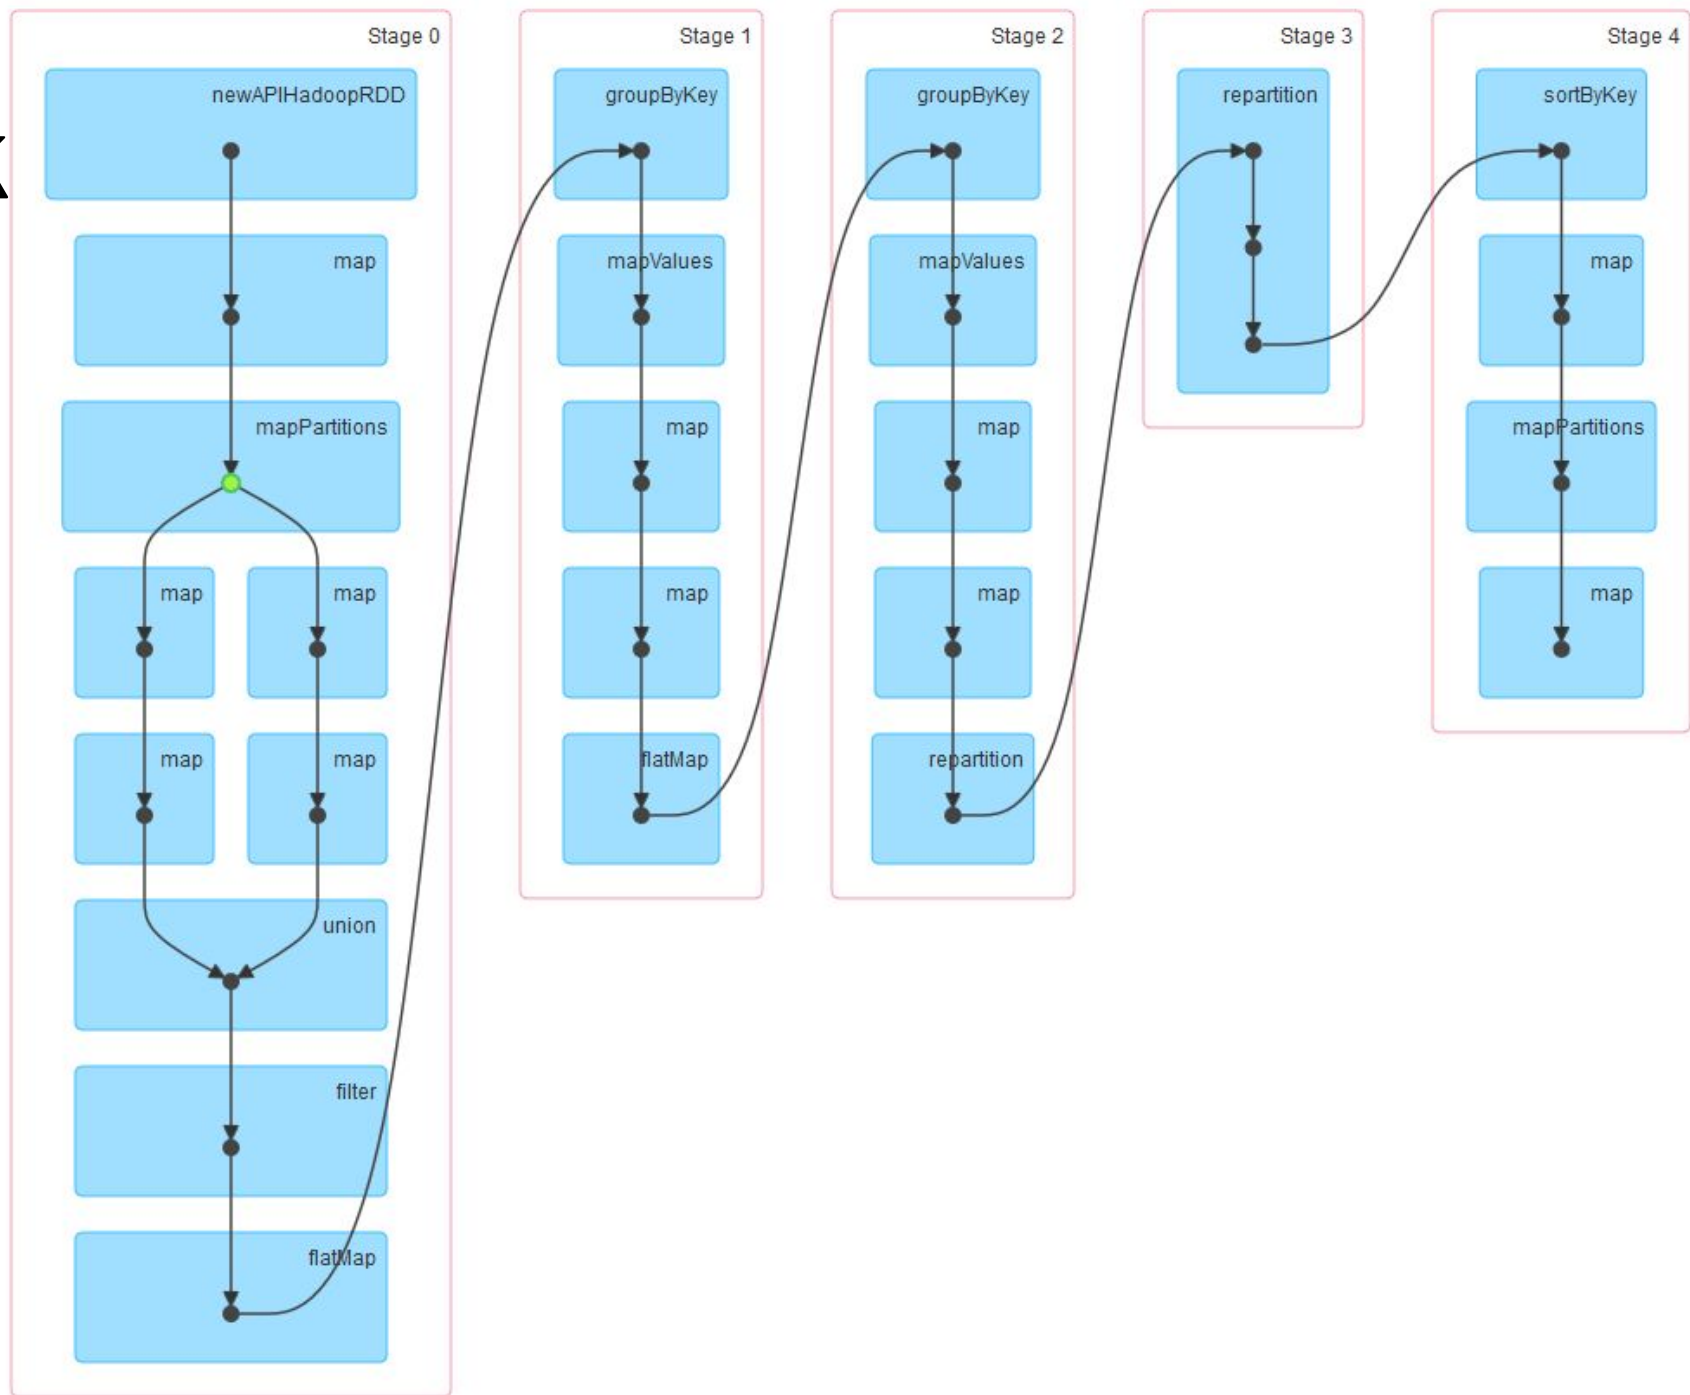 Stage 0
newAPIHadoopRDD
map
mapPartitions
map
map
map
map
union
filter
flatMap
Stage 1
groupByKey
mapValues
map
map
flatMap
Stage 2
groupByKey
mapValues
map
map
repartition
Stage 3
repartition
Stage 4
sortByKey
map
mapPartitions
map